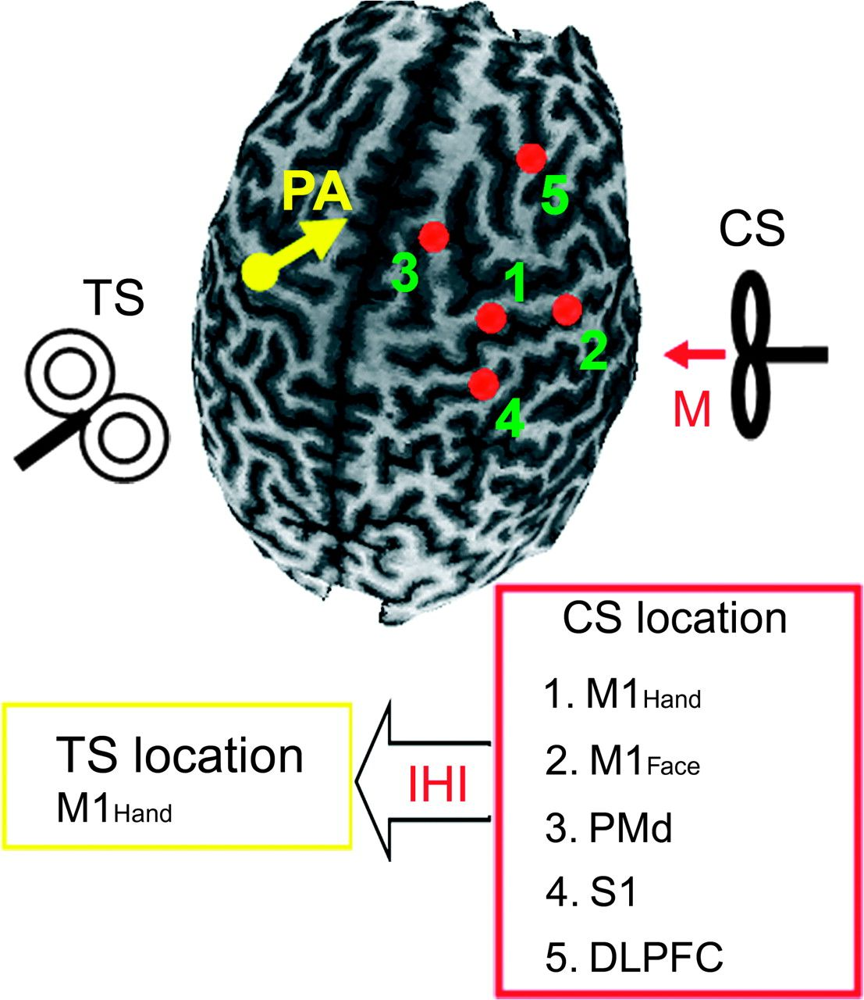 PA
5
CS
3
1
TS
2
M
4
CS location
1. M1Hand
2. M1Face
3. PMd
4. S1
5. DLPFC
TS location
M1Hand
IHI